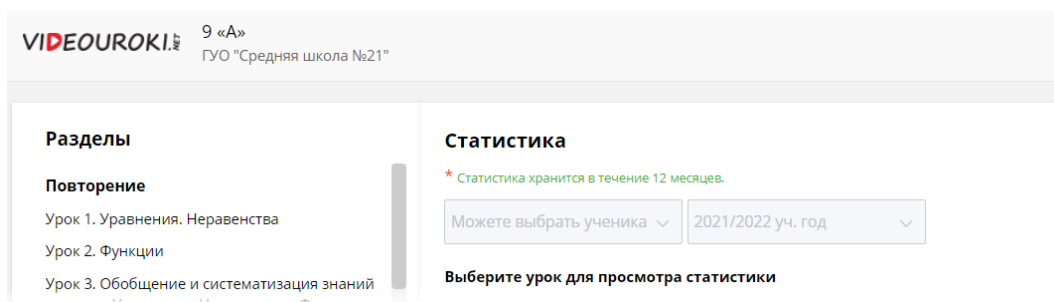 VIDEOUROKI.NET
9 «А»
ГУО "Средняя школа №21"
Разделы
Повторение
Урок 1. Уравнения. Неравенства
Урок 2. Функции
Урок 3. Обобщение и систематизация знаний
Статистика
* Статистика хранится в течение 12 месяцев.
Можете выбрать ученика
2021/2022 уч. год
Выберите урок для просмотра статистики